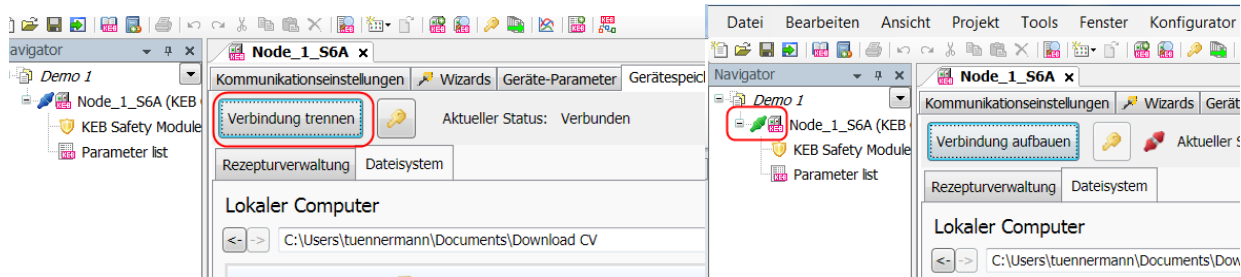 avigator
Demo 1
Node_1_S6A (KEB
KEB Safety Module
Parameter list
Node_1_S6A x
Kommunikationseinstellungen Wizards Geräte-Parameter Gerätespeich
Verbindung trennen Aktueller Status: Verbunden
Rezepturverwaltung Dateisystem
Lokaler Computer
<- -> C:\Users\tuennermann\Documents\Download CV
Datei Bearbeiten Ansicht Projekt Tools Fenster Konfigurator
Navigator
Demo 1
Node_1_S6A (KEB
KEB Safety Module
Parameter list
Node_1_S6A x
Kommunikationseinstellungen Wizards Gerät
Verbindung aufbauen Aktueller S
Rezepturverwaltung Dateisystem
Lokaler Computer
<- -> C:\Users\tuennermann\Documents\Dow